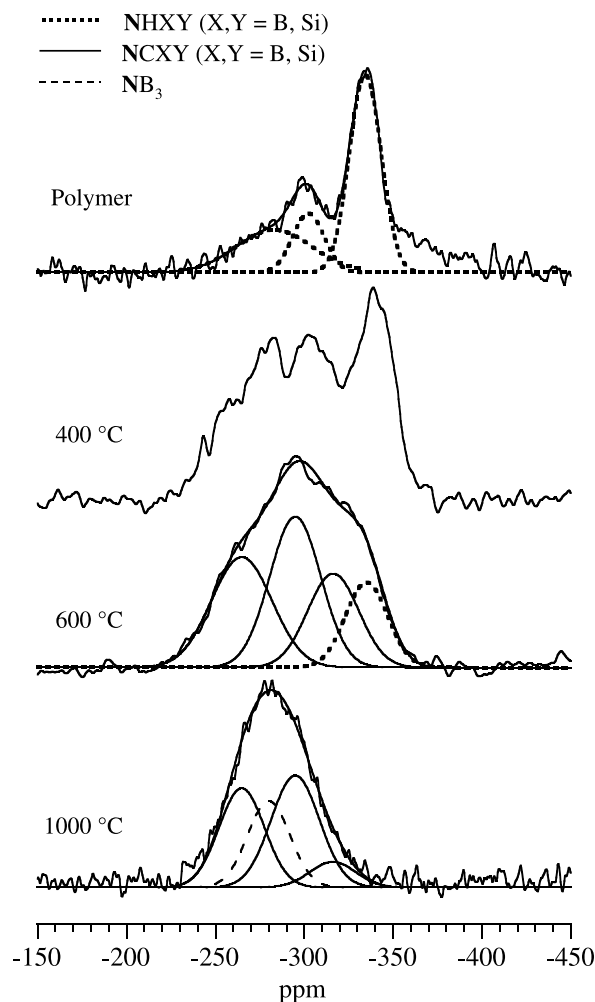 NHXY (X,Y = B, Si)
NCXY (X,Y = B, Si)
NB₃
Polymer
400 °C
600 °C
1000 °C
-150 -200 -250 -300 -350 -400 -450
ppm